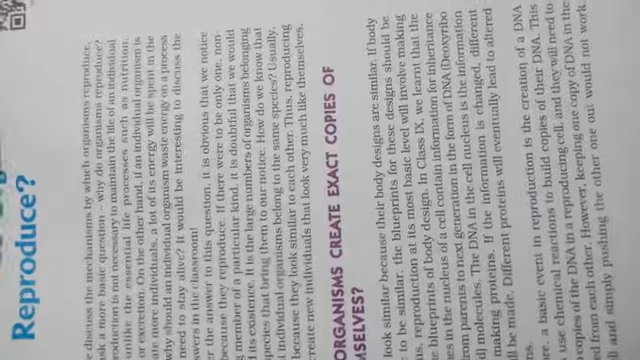 Reproduce?
e discuss the mechanisms by which organisms reproduce,
ask a more basic question – why do organisms reproduce?
roduction is not necessary to maintain the life of an individual
unlike the essential life processes such as nutrition,
or excretion. On the other hand, if an individual organism is
ate more individuals, a lot of its energy will be spent in the
why should an individual organism waste energy on a process
need to stay alive? It would be interesting to discuss the
swers in the classroom!
er the answer to this question, it is obvious that we notice
because they reproduce. If there were to be only one, non-
g member of a particular kind, it is doubtful that we would
d its existence. It is the large numbers of organisms belonging
pecies that bring them to our notice. How do we know that
l individual organisms belong to the same species? Usually,
because they look similar to each other. Thus, reproducing
create new individuals that look very much like themselves.
ORGANISMS CREATE EXACT COPIES OF
MSELVES?
look similar because their body designs are similar. If body
to be similar, the blueprints for these designs should be
us, reproduction at its most basic level will involve making
e blueprints of body design. In Class IX, we learnt that the
es in the nucleus of a cell contain information for inheritance
from parents to next generation in the form of DNA (Deoxyribo
molecules. The DNA in the cell nucleus is the information
making proteins. If the information is changed, different
be made. Different proteins will eventually lead to altered
ns.
re, a basic event in reproduction is the creation of a DNA
use chemical reactions to build copies of their DNA. This
copies of the DNA in a reproducing cell, and they will need to
d from each other. However, keeping one copy of DNA in the
ll and simply pushing the other one out would not work